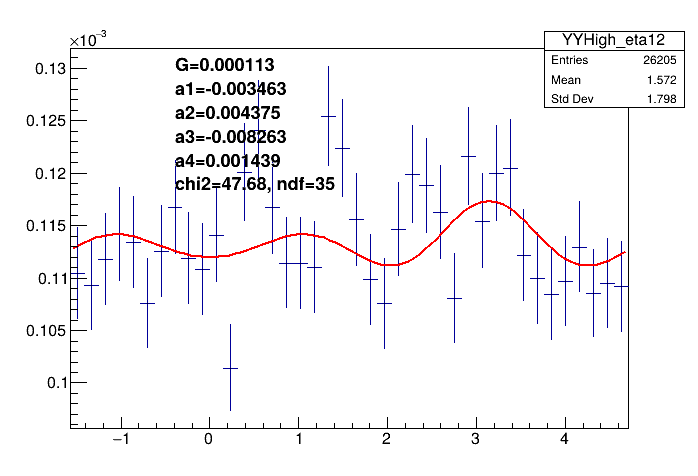 ×10⁻³
YYHigh_eta12
Entries 26205
Mean 1.572
Std Dev 1.798
G=0.000113
a1=-0.003463
a2=0.004375
a3=-0.008263
a4=0.001439
chi2=47.68, ndf=35
0.13
0.125
0.12
0.115
0.11
0.105
0.1
−1 0 1 2 3 4